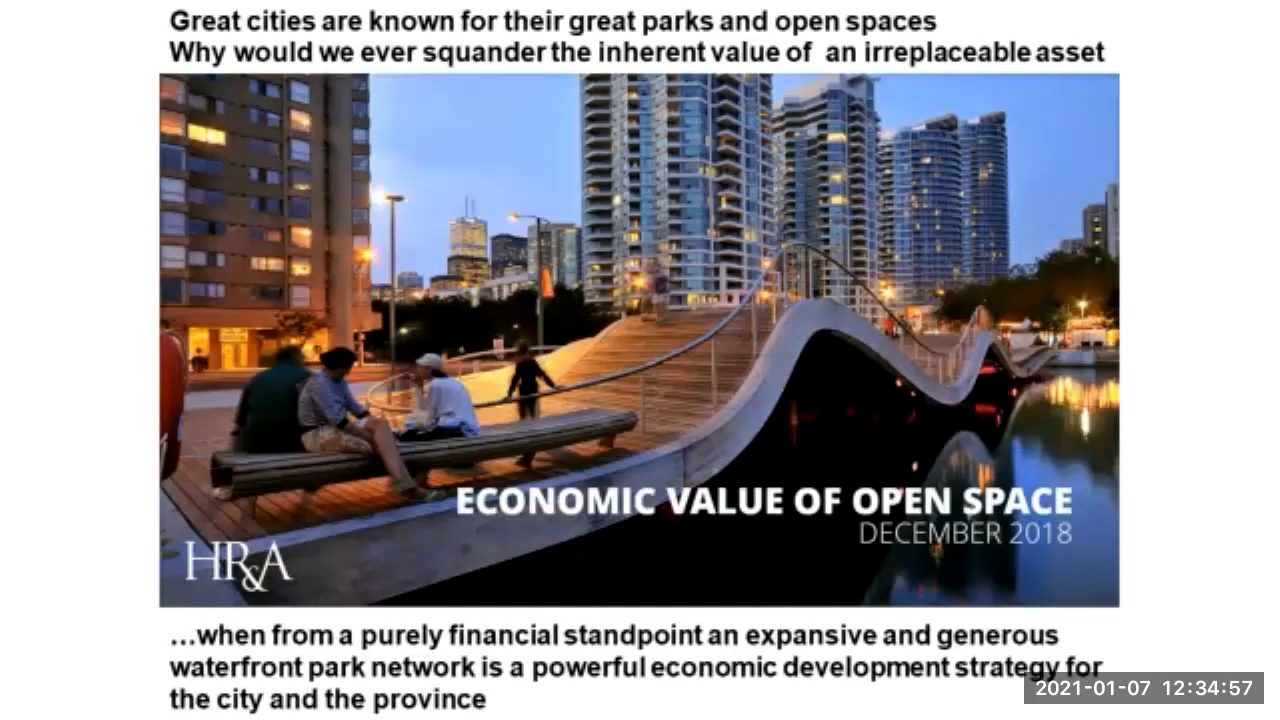 Great cities are known for their great parks and open spaces
Why would we ever squander the inherent value of  an irreplaceable asset
ECONOMIC VALUE OF OPEN SPACE
DECEMBER 2018
HR&A
…when from a purely financial standpoint an expansive and generous
waterfront park network is a powerful economic development strategy for
the city and the province
2021-01-07 12:34:57